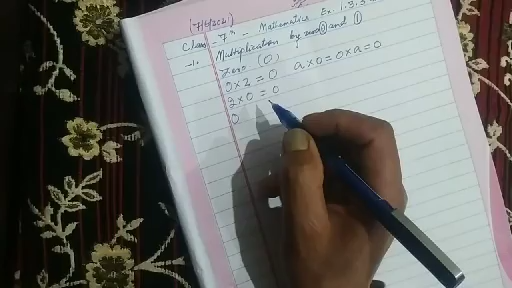 Class - 7th - Mathematics Ex. 1.3
Multiplication by zero (0) and 1
Zero (0)
0 × 2 = 0 a × 0 = 0 × a = 0
2 × 0 = 0
0